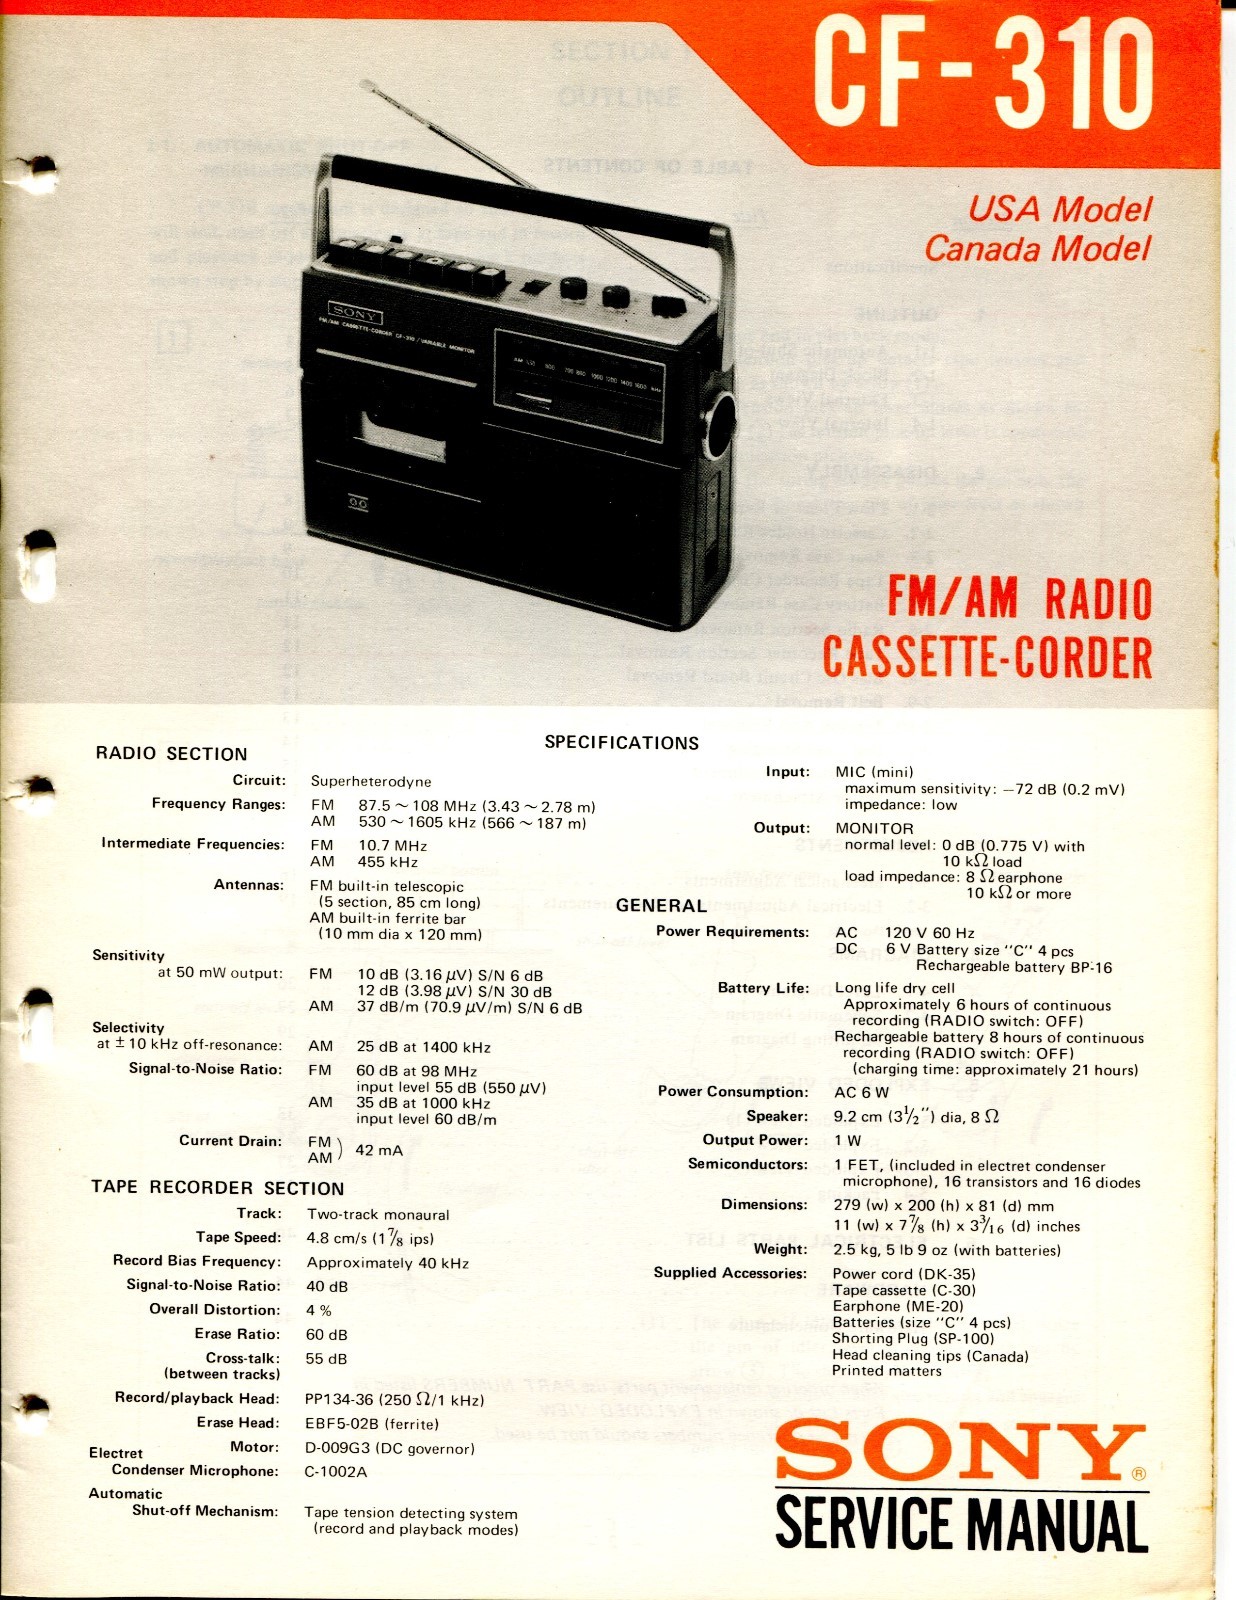 CF-310
USA Model
Canada Model
SONY
FM/AM CASSETTE-CORDER CF-310 / VARIABLE MONITOR
FM/AM RADIO
CASSETTE-CORDER
SPECIFICATIONS
RADIO SECTION
Circuit: Superheterodyne
Frequency Ranges: FM 87.5 ~ 108 MHz (3.43 ~ 2.78 m)
AM 530 ~ 1605 kHz (566 ~ 187 m)
Intermediate Frequencies: FM 10.7 MHz
AM 455 kHz
Antennas: FM built-in telescopic
(5 section, 85 cm long)
AM built-in ferrite bar
(10 mm dia x 120 mm)
Sensitivity
at 50 mW output: FM 10 dB (3.16 µV) S/N 6 dB
12 dB (3.98 µV) S/N 30 dB
AM 37 dB/m (70.9 µV/m) S/N 6 dB
Selectivity
at ± 10 kHz off-resonance: AM 25 dB at 1400 kHz
Signal-to-Noise Ratio: FM 60 dB at 98 MHz
input level 55 dB (550 µV)
AM 35 dB at 1000 kHz
input level 60 dB/m
Current Drain: FM
AM ) 42 mA
TAPE RECORDER SECTION
Track: Two-track monaural
Tape Speed: 4.8 cm/s (1 7/8 ips)
Record Bias Frequency: Approximately 40 kHz
Signal-to-Noise Ratio: 40 dB
Overall Distortion: 4 %
Erase Ratio: 60 dB
Cross-talk: 55 dB
(between tracks)
Record/playback Head: PP134-36 (250 Ω/1 kHz)
Erase Head: EBF5-02B (ferrite)
Motor: D-009G3 (DC governor)
Electret
Condenser Microphone: C-1002A
Automatic
Shut-off Mechanism: Tape tension detecting system
(record and playback modes)
Input: MIC (mini)
maximum sensitivity: −72 dB (0.2 mV)
impedance: low
Output: MONITOR
normal level: 0 dB (0.775 V) with
10 kΩ load
load impedance: 8 Ω earphone
10 kΩ or more
GENERAL
Power Requirements: AC 120 V 60 Hz
DC 6 V Battery size "C" 4 pcs
Rechargeable battery BP-16
Battery Life: Long life dry cell
Approximately 6 hours of continuous
recording (RADIO switch: OFF)
Rechargeable battery 8 hours of continuous
recording (RADIO switch: OFF)
(charging time: approximately 21 hours)
Power Consumption: AC 6 W
Speaker: 9.2 cm (3 1/2") dia, 8 Ω
Output Power: 1 W
Semiconductors: 1 FET, (included in electret condenser
microphone), 16 transistors and 16 diodes
Dimensions: 279 (w) x 200 (h) x 81 (d) mm
11 (w) x 7 7/8 (h) x 3 3/16 (d) inches
Weight: 2.5 kg, 5 lb 9 oz (with batteries)
Supplied Accessories: Power cord (DK-35)
Tape cassette (C-30)
Earphone (ME-20)
Batteries (size "C" 4 pcs)
Shorting Plug (SP-100)
Head cleaning tips (Canada)
Printed matters
SONY®
SERVICE MANUAL